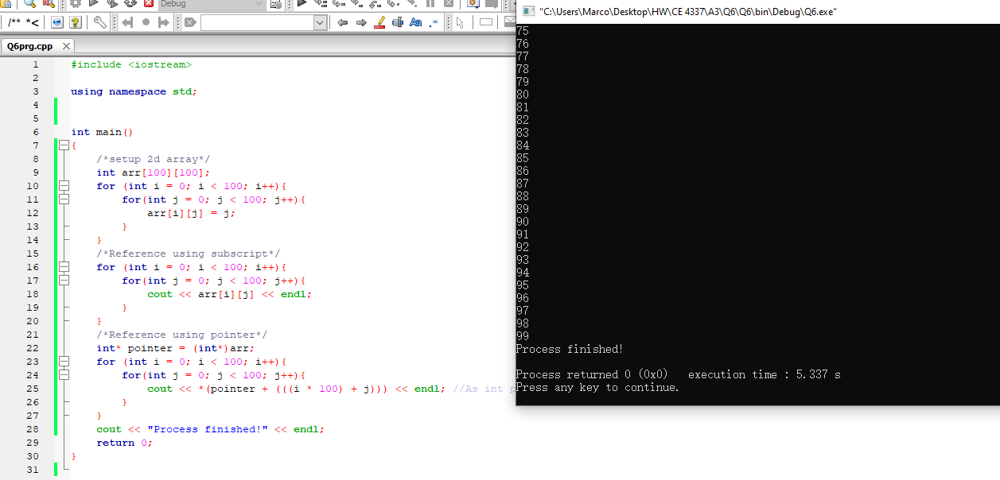 Debug
"C:\Users\Marco\Desktop\HW\CE 4337\A3\Q6\Q6\bin\Debug\Q6.exe"
/** *<
Aa .*
Q6prg.cpp
1 #include <iostream>
2
3 using namespace std;
4
5
6 int main()
7 {
8 /*setup 2d array*/
9 int arr[100][100];
10 for (int i = 0; i < 100; i++){
11 for(int j = 0; j < 100; j++){
12 arr[i][j] = j;
13 }
14 }
15 /*Reference using subscript*/
16 for (int i = 0; i < 100; i++){
17 for(int j = 0; j < 100; j++){
18 cout << arr[i][j] << endl;
19 }
20 }
21 /*Reference using pointer*/
22 int* pointer = (int*)arr;
23 for (int i = 0; i < 100; i++){
24 for(int j = 0; j < 100; j++){
25 cout << *(pointer + (((i * 100) + j))) << endl; //As int
26 }
27 }
28 cout << "Process finished!" << endl;
29 return 0;
30 }
31
75
76
77
78
79
80
81
82
83
84
85
86
87
88
89
90
91
92
93
94
95
96
97
98
99
Process finished!
Process returned 0 (0x0) execution time : 5.337 s
Press any key to continue.